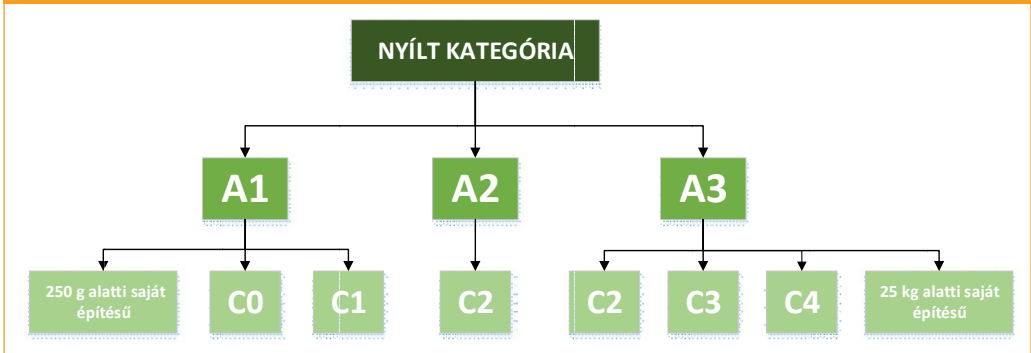 NYÍLT KATEGÓRIA
A1
A2
A3
250 g alatti saját
építésű
C0
C1
C2
C2
C3
C4
25 kg alatti saját
építésű